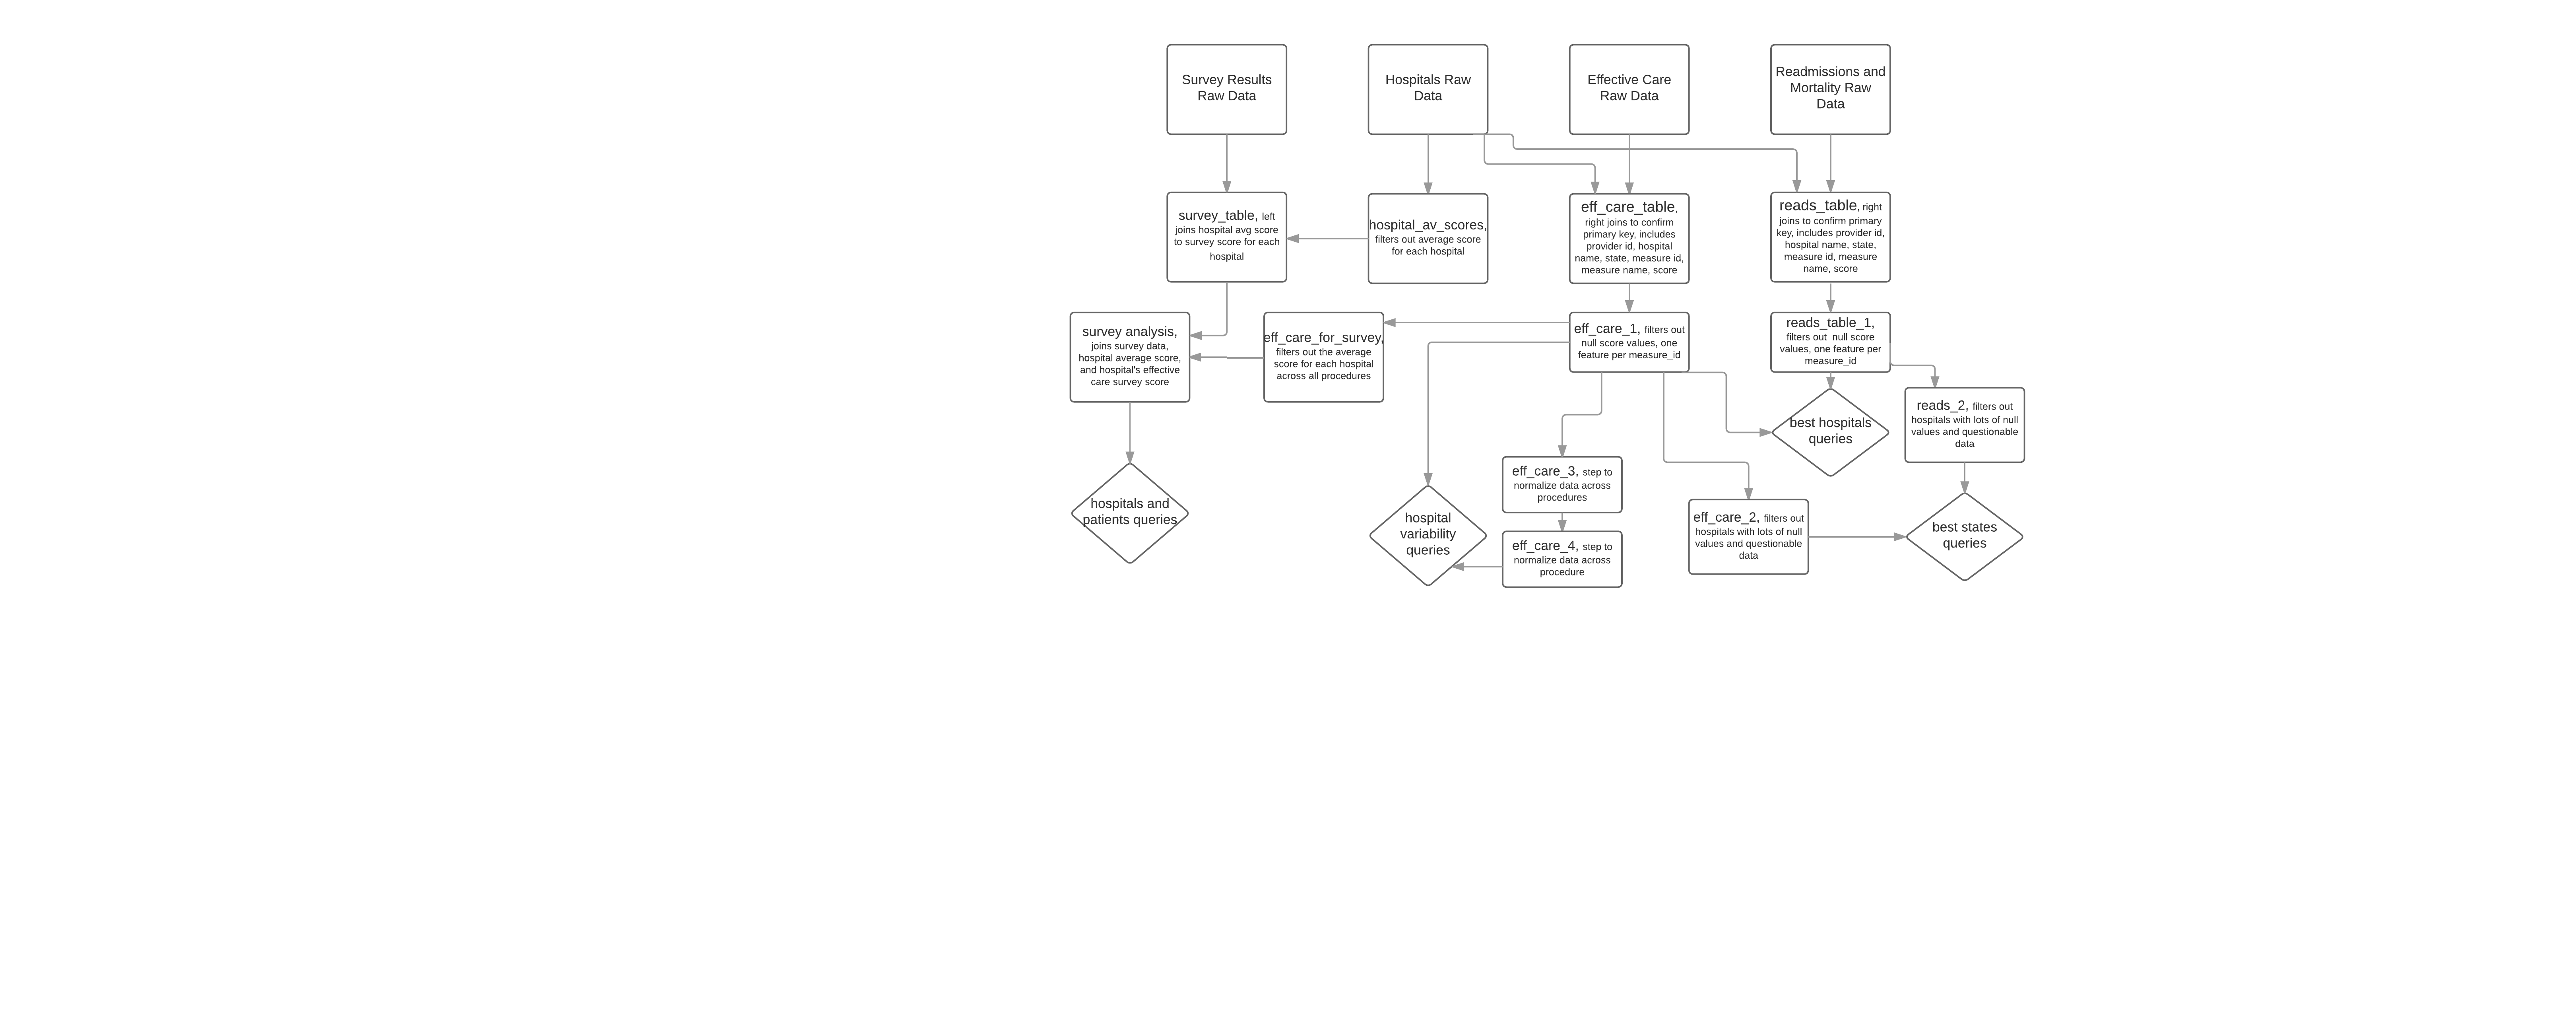 Survey Results
Raw Data
Hospitals Raw
Data
Effective Care
Raw Data
Readmissions and
Mortality Raw
Data
survey_table, left
joins hospital avg score
to survey score for each
hospital
hospital_av_scores,
filters out average score
for each hospital
eff_care_table,
right joins to confirm
primary key, includes
provider id, hospital
name, state, measure id,
measure name, score
reads_table, right
joins to confirm primary
key, includes provider id,
hospital name, state,
measure id, measure
name, score
survey analysis,
joins survey data,
hospital average score,
and hospital's effective
care survey score
eff_care_for_survey,
filters out the average
score for each hospital
across all procedures
eff_care_1, filters out
null score values, one
feature per measure_id
reads_table_1,
filters out null score
values, one feature per
measure_id
best hospitals
queries
reads_2, filters out
hospitals with lots of null
values and questionable
data
hospitals and
patients queries
hospital
variability
queries
eff_care_3, step to
normalize data across
procedures
eff_care_4, step to
normalize data across
procedure
eff_care_2, filters out
hospitals with lots of null
values and questionable
data
best states
queries